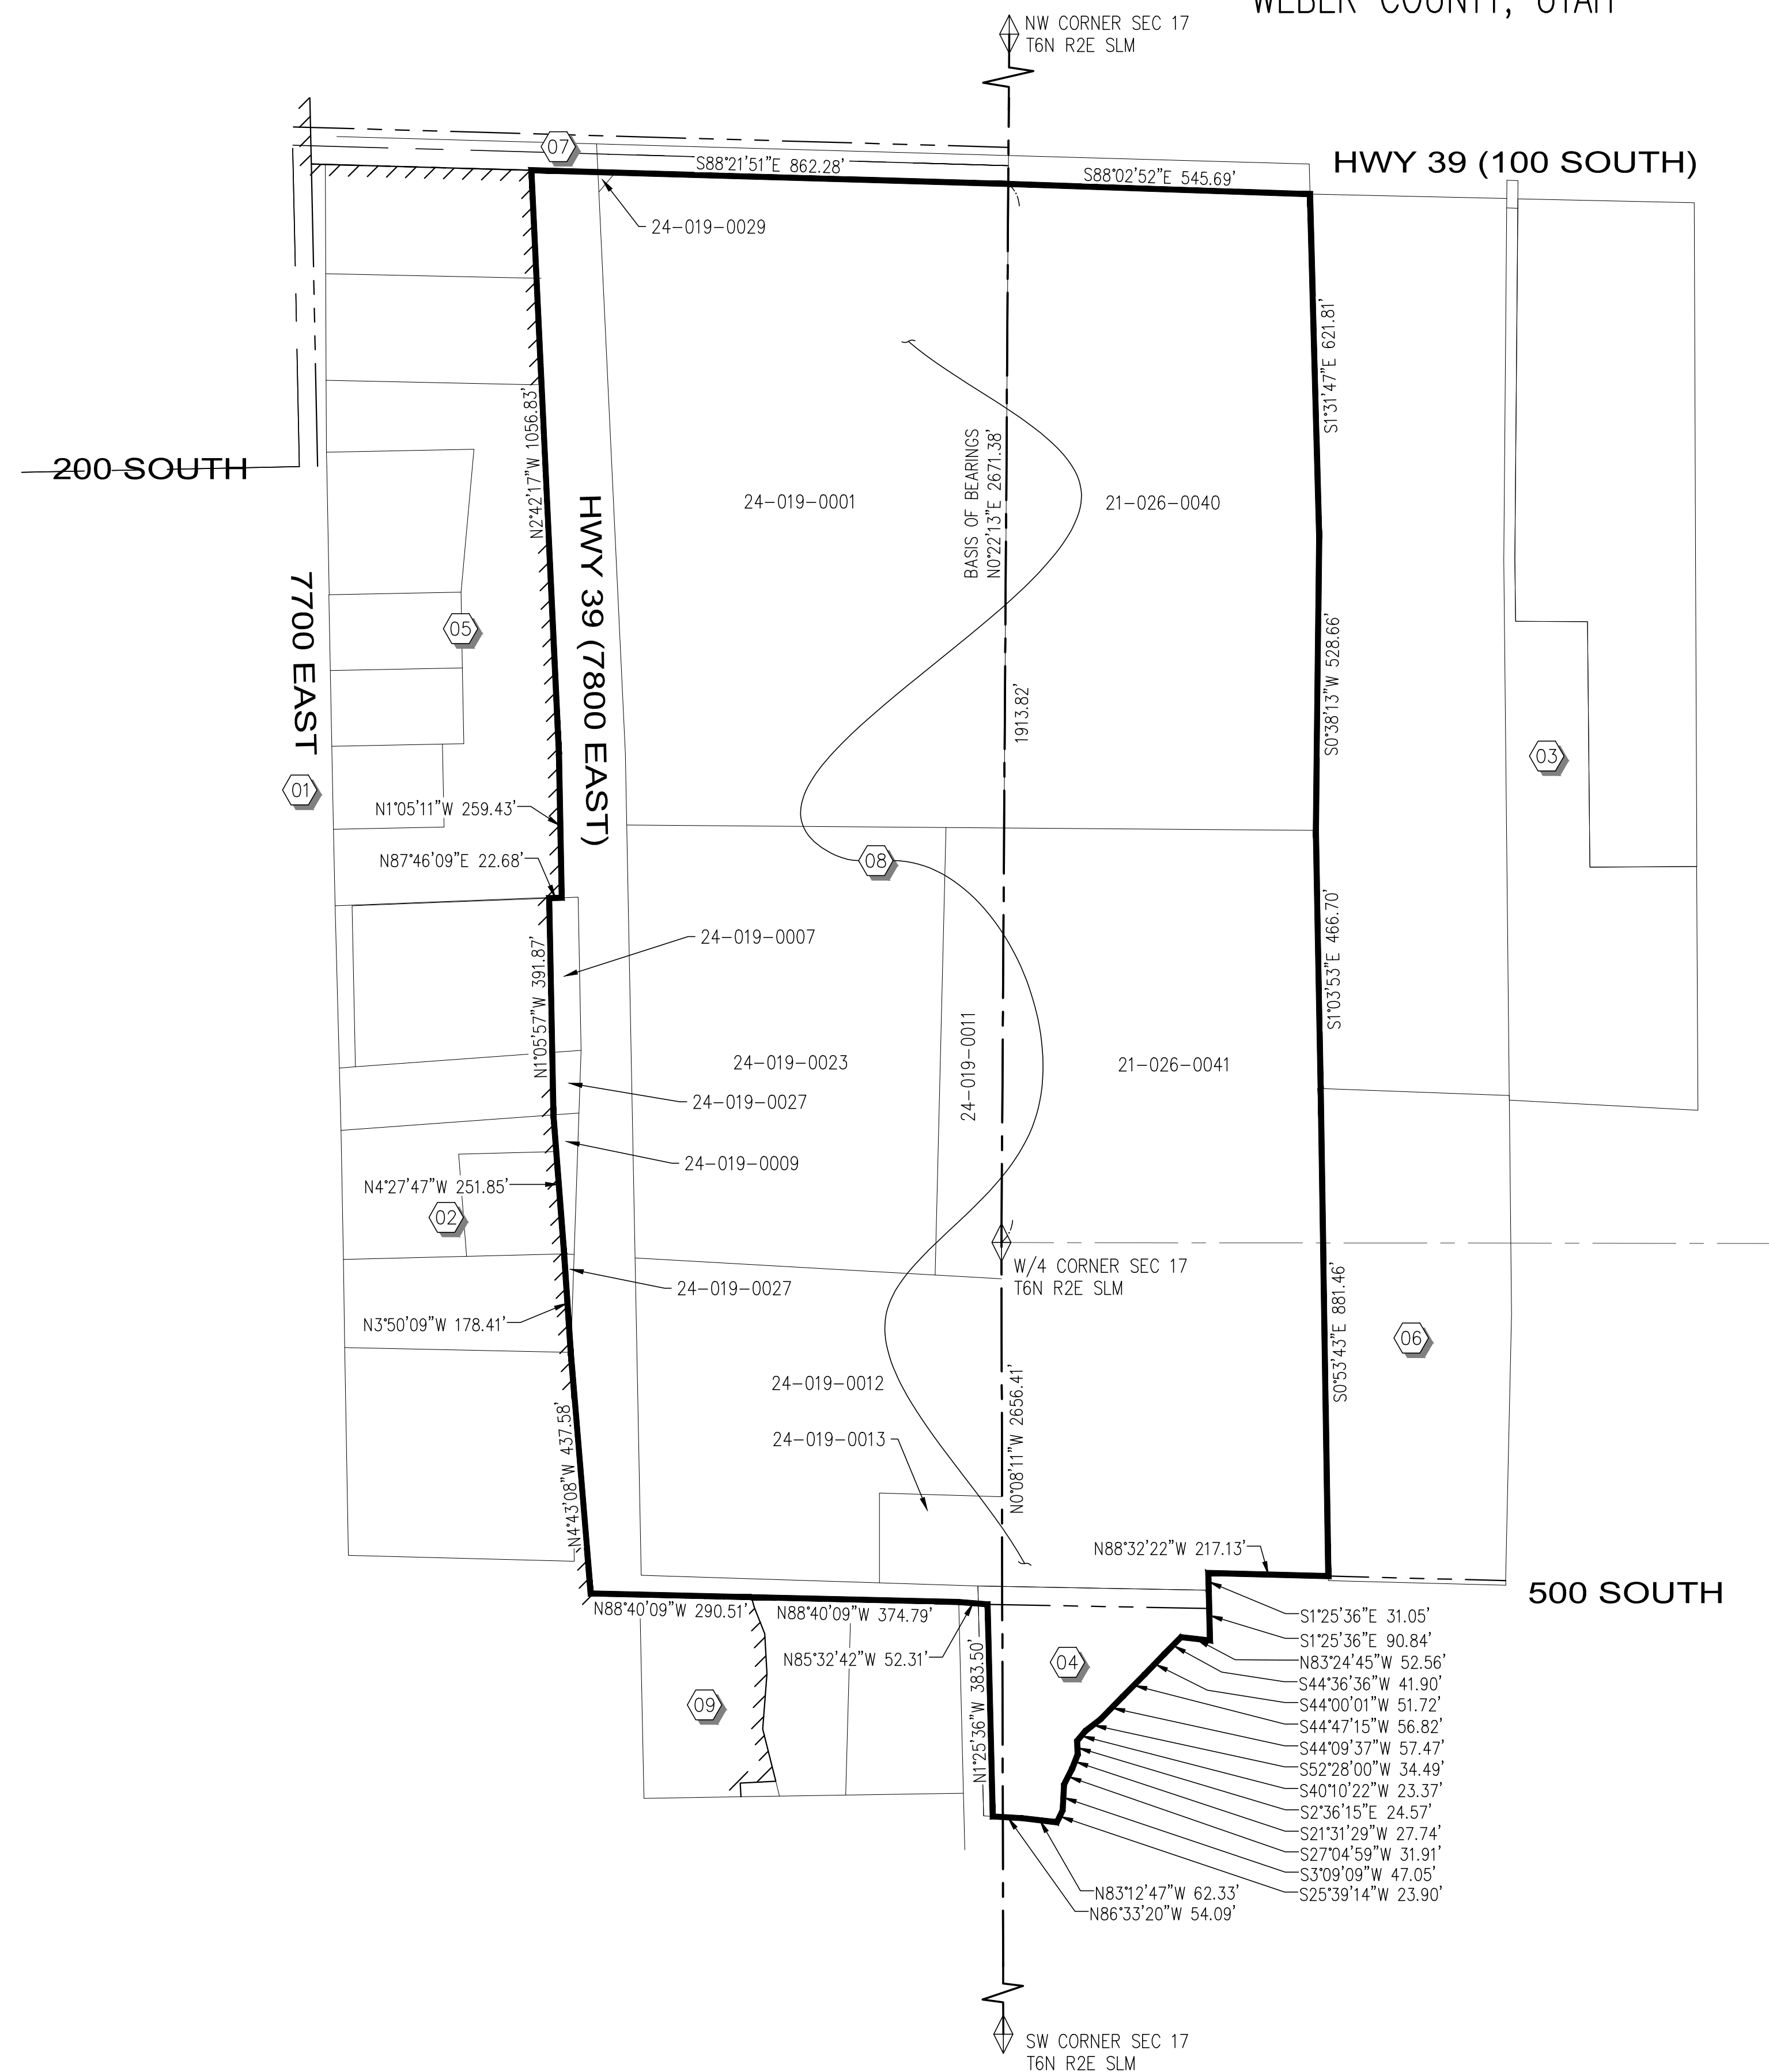 WEBER COUNTY, UTAH
NW CORNER SEC 17
T6N R2E SLM
07
S88°21'51"E 862.28'
S88°02'52"E 545.69'
HWY 39 (100 SOUTH)
24-019-0029
S1°31'47"E 621.81'
N2°42'17"W 1056.83'
BASIS OF BEARINGS
N0°22'13"E 2671.38'
200 SOUTH
24-019-0001
21-026-0040
HWY 39 (7800 EAST)
7700 EAST
05
S0°38'13"W 528.66'
1913.82'
03
01
N1°05'11"W 259.43'
N87°46'09"E 22.68'
08
24-019-0007
N1°05'57"W 391.87'
S1°03'53"E 466.70'
24-019-0023
24-019-0011
21-026-0041
24-019-0027
24-019-0009
N4°27'47"W 251.85'
02
W/4 CORNER SEC 17
T6N R2E SLM
24-019-0027
N3°50'09"W 178.41'
S0°53'43"E 881.46'
06
24-019-0012
24-019-0013
N0°08'11"W 2656.41'
N4°43'08"W 437.58'
N88°32'22"W 217.13'
500 SOUTH
N88°40'09"W 290.51'
N88°40'09"W 374.79'
N85°32'42"W 52.31'
N1°25'36"W 383.50'
04
09
S1°25'36"E 31.05'
S1°25'36"E 90.84'
N83°24'45"W 52.56'
S44°36'36"W 41.90'
S44°00'01"W 51.72'
S44°47'15"W 56.82'
S44°09'37"W 57.47'
S52°28'00"W 34.49'
S40°10'22"W 23.37'
S2°36'15"E 24.57'
S21°31'29"W 27.74'
S27°04'59"W 31.91'
S3°09'09"W 47.05'
S25°39'14"W 23.90'
N83°12'47"W 62.33'
N86°33'20"W 54.09'
SW CORNER SEC 17
T6N R2E SLM